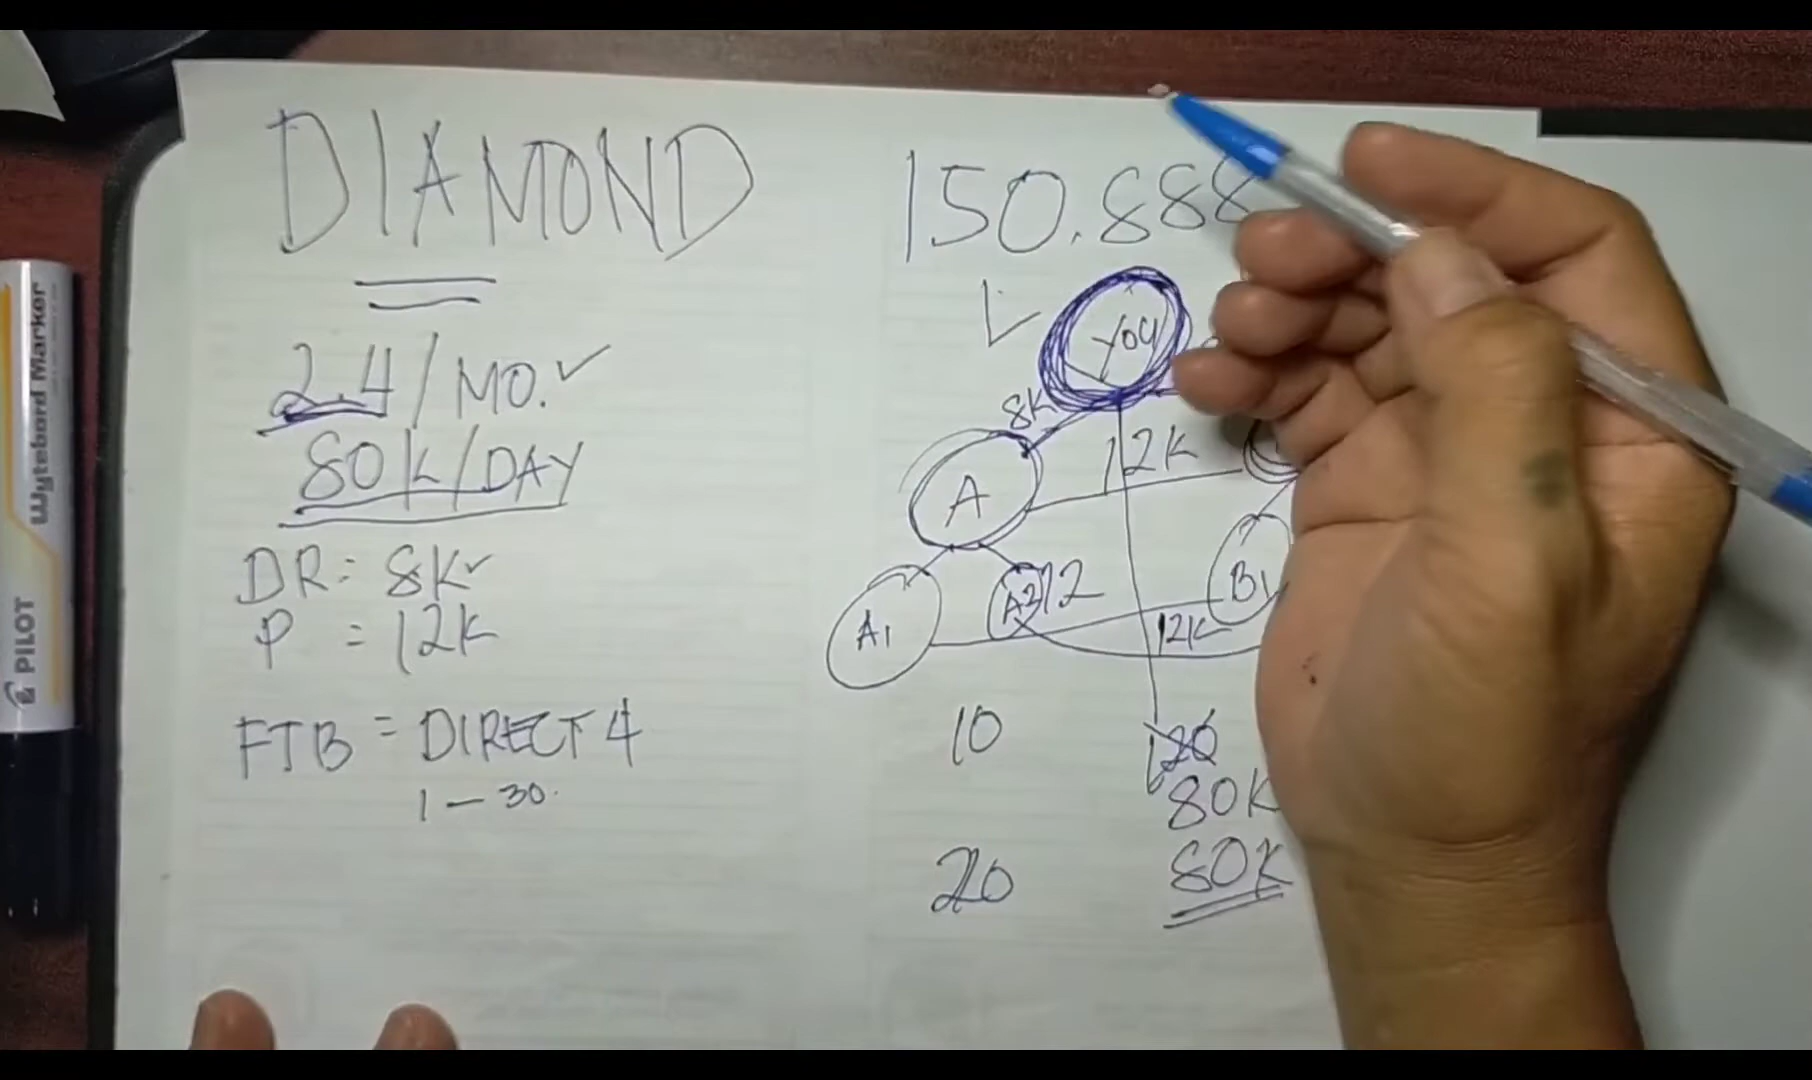 DIAMOND
2.4/MO.
80K/DAY
DR: 8K
P = 12K
FTB = DIRECT 4
1 - 30.
150.888
YOU
8K
A
12K
A1
A2
12
B1
12K
10
120
80K
20
80K
Wyteboard Marker
PILOT